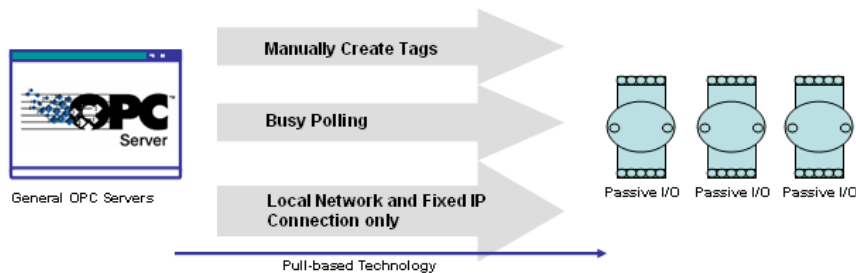 Manually Create Tags
OPC™
Server
Busy Polling
General OPC Servers
Local Network and Fixed IP
Connection only
Passive I/O Passive I/O Passive I/O
Pull-based Technology